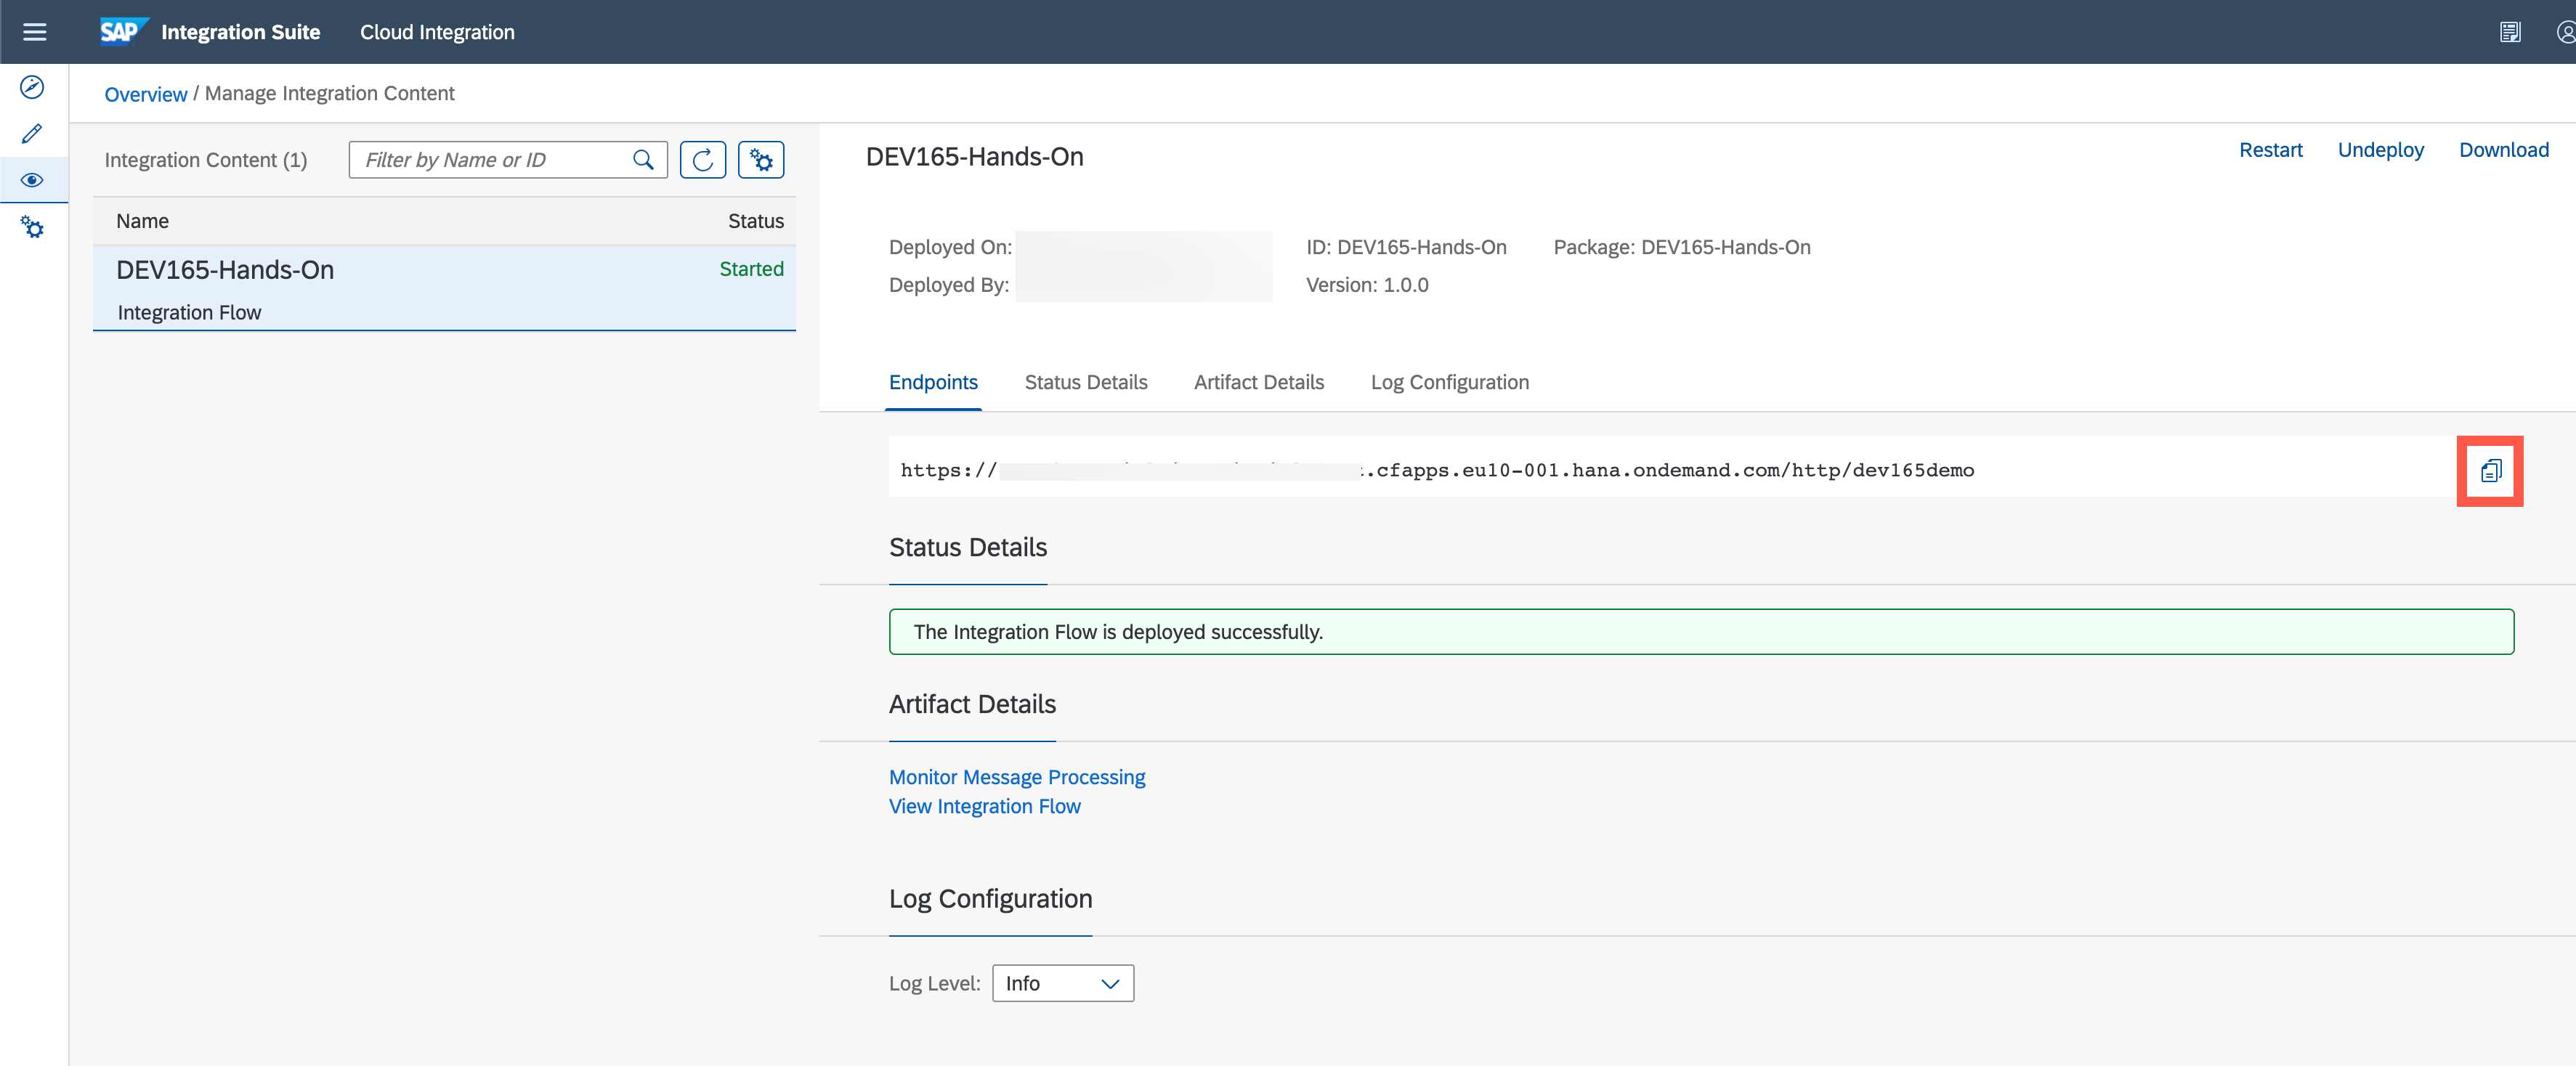 SAP Integration Suite Cloud Integration
Overview / Manage Integration Content
Integration Content (1) Filter by Name or ID
Name Status
DEV165-Hands-On Started
Integration Flow
DEV165-Hands-On Restart Undeploy Download
Deployed On: ID: DEV165-Hands-On Package: DEV165-Hands-On
Deployed By: Version: 1.0.0
Endpoints Status Details Artifact Details Log Configuration
https:// .cfapps.eu10-001.hana.ondemand.com/http/dev165demo
Status Details
The Integration Flow is deployed successfully.
Artifact Details
Monitor Message Processing
View Integration Flow
Log Configuration
Log Level: Info